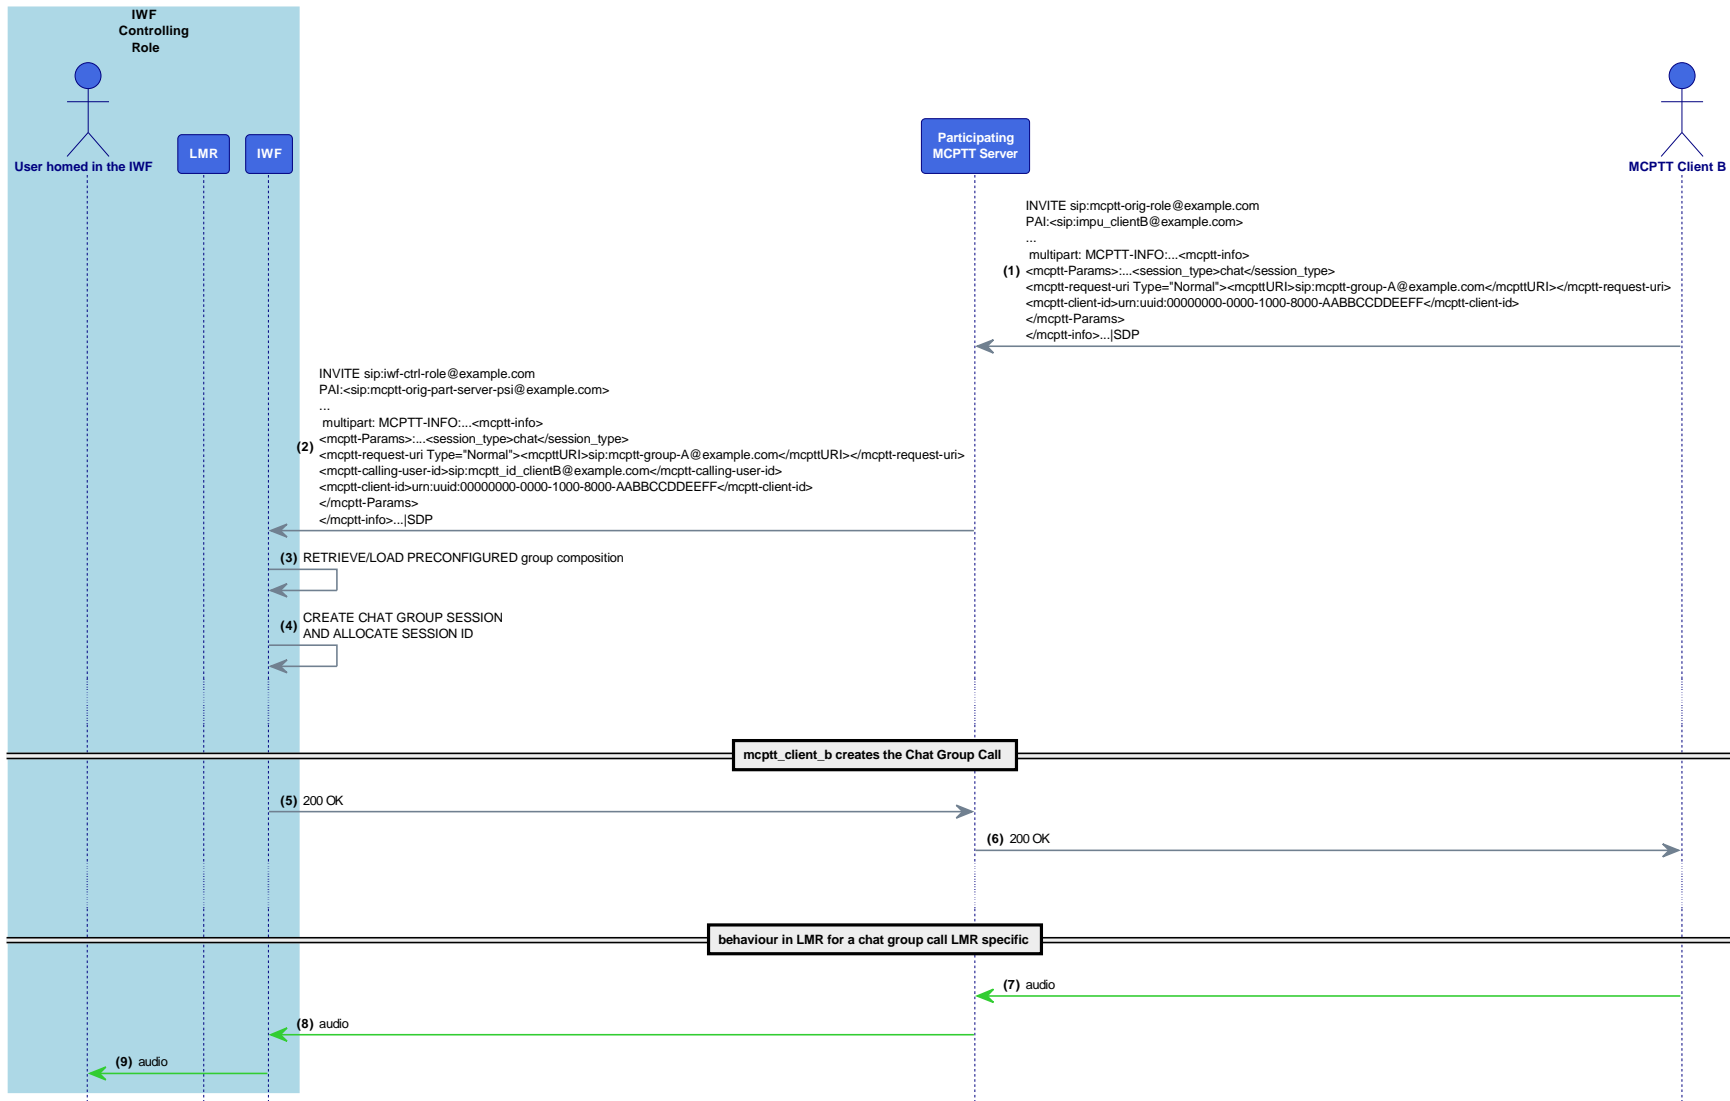 IWF
Controlling
Role
User homed in the IWF
LMR
IWF
Participating
MCPTT Server
MCPTT Client B
INVITE sip:mcptt-orig-role@example.com
PAI:<sip:impu_clientB@example.com>
...
multipart: MCPTT-INFO:...<mcptt-info>
(1) <mcptt-Params>:...<session_type>chat</session_type>
<mcptt-request-uri Type="Normal"><mcpttURI>sip:mcptt-group-A@example.com</mcpttURI></mcptt-request-uri>
<mcptt-client-id>urn:uuid:00000000-0000-1000-8000-AABBCCDDEEFF</mcptt-client-id>
</mcptt-Params>
</mcptt-info>...|SDP
INVITE sip:iwf-ctrl-role@example.com
PAI:<sip:mcptt-orig-part-server-psi@example.com>
...
multipart: MCPTT-INFO:...<mcptt-info>
<mcptt-Params>:...<session_type>chat</session_type>
(2) <mcptt-request-uri Type="Normal"><mcpttURI>sip:mcptt-group-A@example.com</mcpttURI></mcptt-request-uri>
<mcptt-calling-user-id>sip:mcptt_id_clientB@example.com</mcptt-calling-user-id>
<mcptt-client-id>urn:uuid:00000000-0000-1000-8000-AABBCCDDEEFF</mcptt-client-id>
</mcptt-Params>
</mcptt-info>...|SDP
(3) RETRIEVE/LOAD PRECONFIGURED group composition
(4) CREATE CHAT GROUP SESSION
AND ALLOCATE SESSION ID
mcptt_client_b creates the Chat Group Call
(5) 200 OK
(6) 200 OK
behaviour in LMR for a chat group call LMR specific
(7) audio
(8) audio
(9) audio